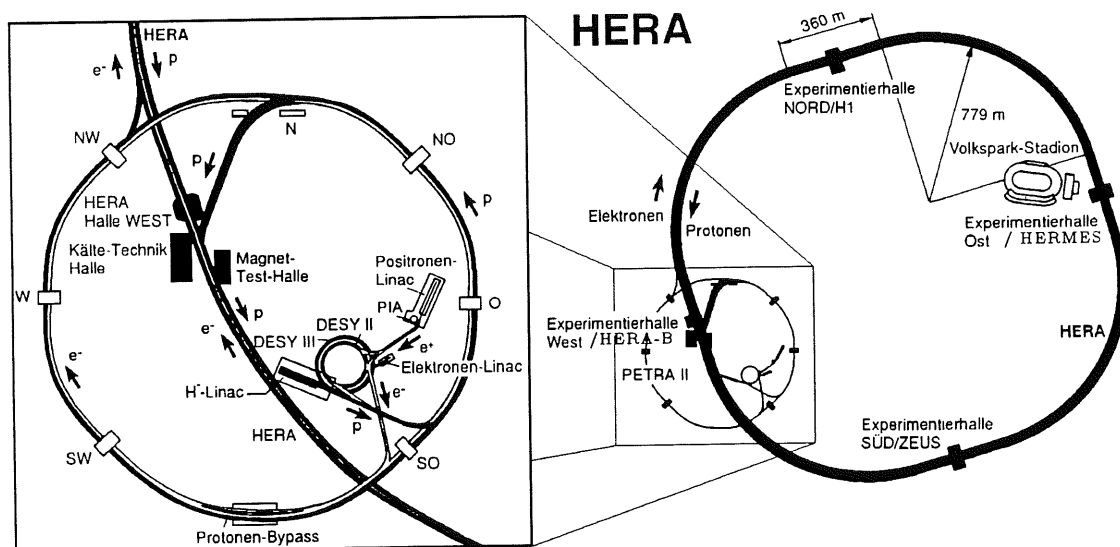 HERA
e-
p
NW
N
NO
p
p
HERA
Halle WEST
Kälte-Technik
Halle
Magnet-
Test-Halle
Positronen-
Linac
PIA
W
O
DESY II
DESY III
p
e-
e+
Elektronen-Linac
e-
e-
H--Linac
p
HERA
SW
SO
Protonen-Bypass
HERA
360 m
Experimentierhalle
NORD/H1
779 m
Volkspark-Stadion
Elektronen
Protonen
Experimentierhalle
Ost / HERMES
Experimentierhalle
West /HERA-B
HERA
PETRA II
Experimentierhalle
SÜD/ZEUS